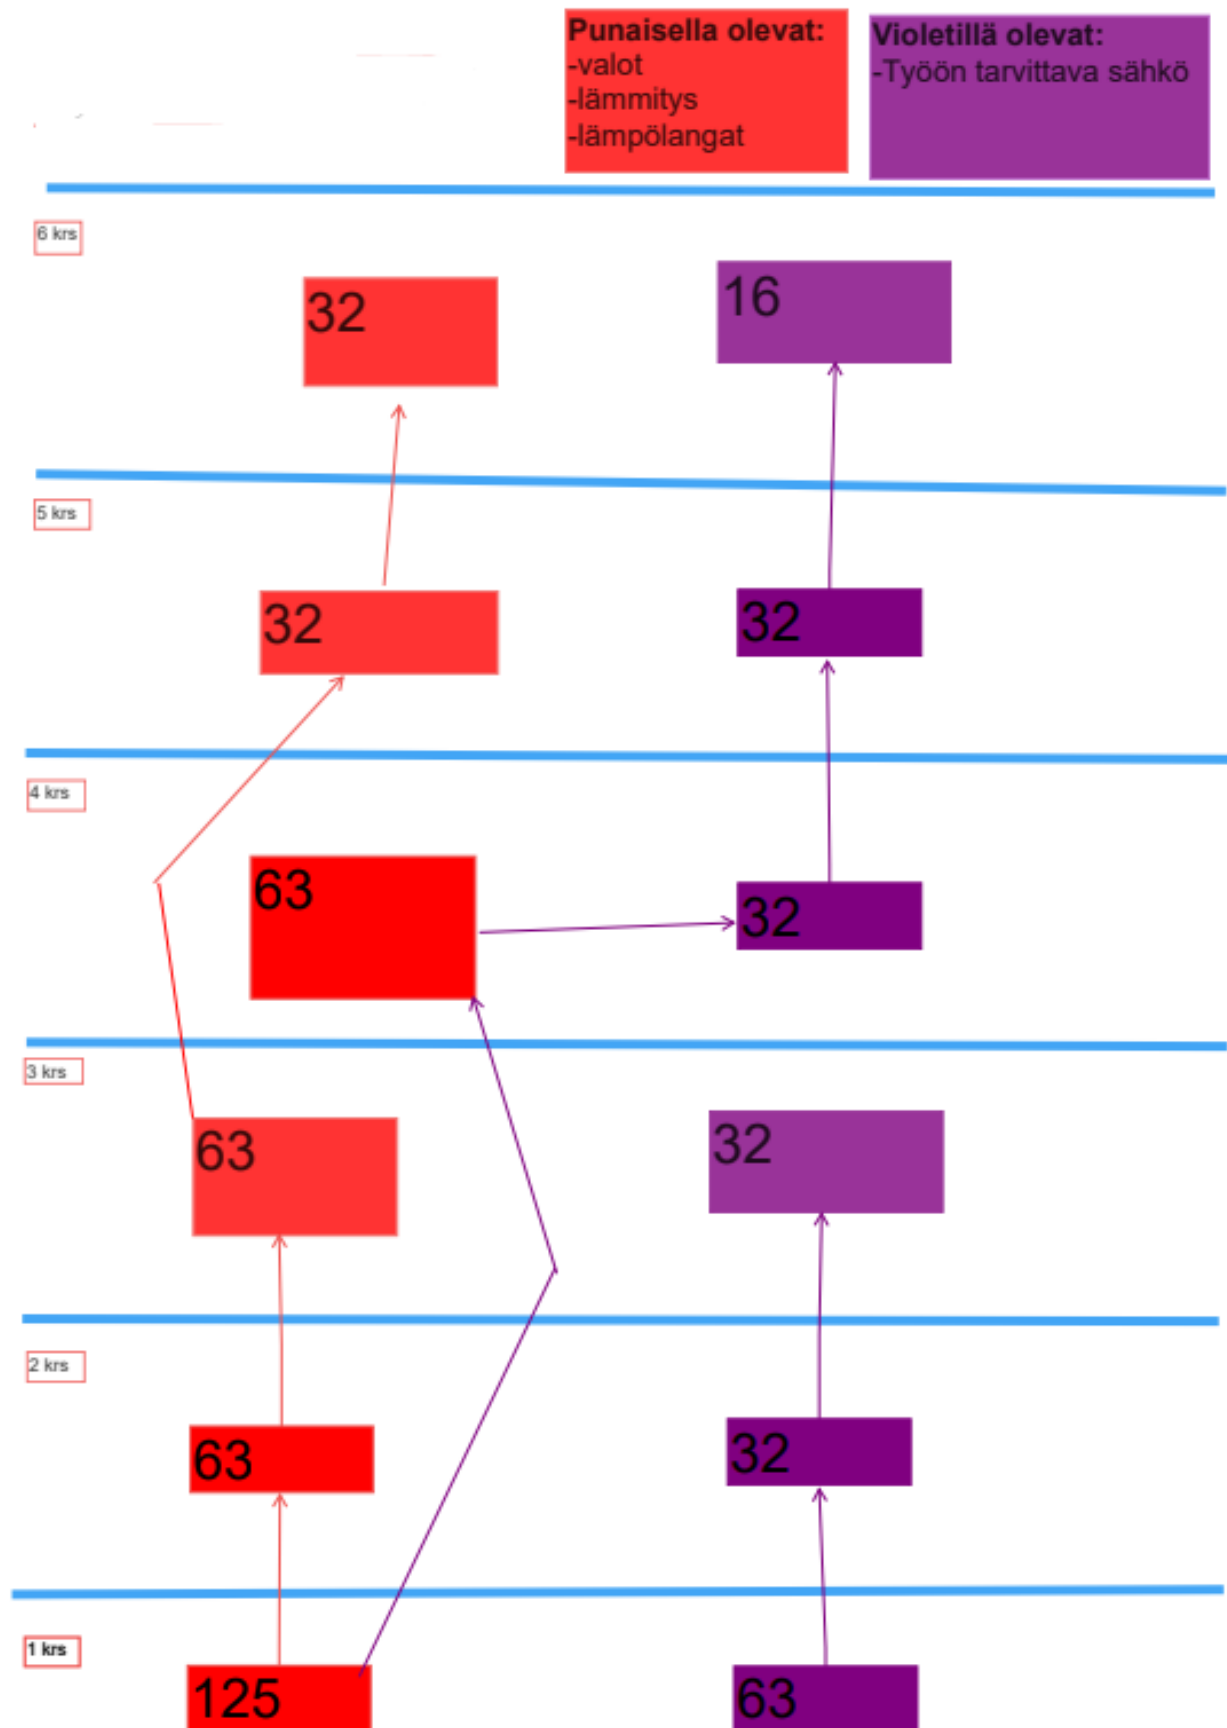 Punaisella olevat:
-valot
-lämmitys
-lämpölangat
Violetillä olevat:
-Työön tarvittava sähkö
6 krs
32
16
5 krs
32
32
4 krs
63
32
3 krs
63
32
2 krs
63
32
1 krs
125
63